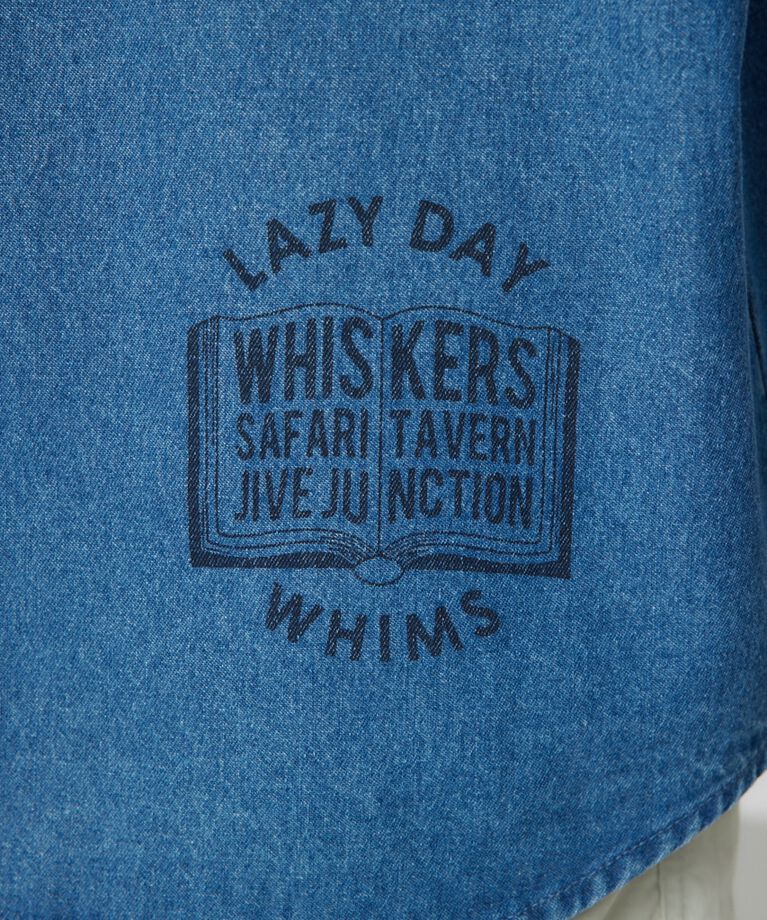 LAZY DAY
WHISKERS
SAFARI TAVERN
JIVE JUNCTION
WHIMS